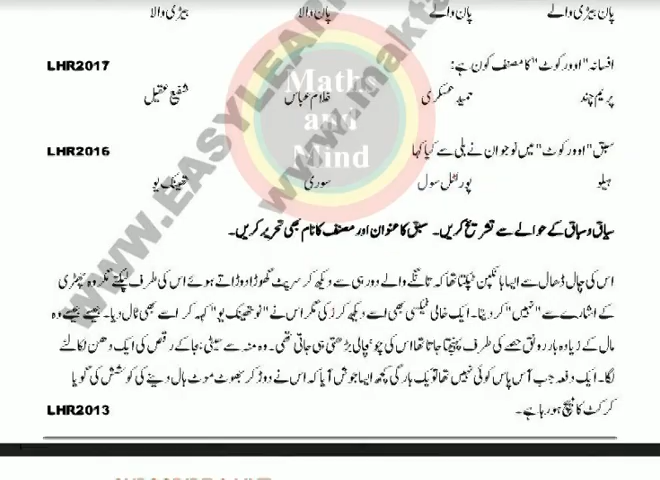 پان بیڑی والے پان والے پان والا بیڑی والا
افسانہ "اوور کوٹ" کا مصنف کون ہے: LHR2017
پریم چند حمید عسکری غلام عباس شفیع عقیل
سبق "اوور کوٹ" میں نوجوان نے بلی سے کیا کہا LHR2016
ہیلو پور لٹل سول سوری تھینک یو
سیاق و سباق کے حوالے سے تشریح کریں۔ سبق کا عنوان اور مصنف کا نام بھی تحریر کریں۔
اس کی چال ڈھال سے ایسا بانکپن ٹپکتا تھا کہ تانگے والے دور ہی سے دیکھ کر سرپٹ گھوڑا دوڑاتے ہوئے اس کی طرف لپکتے مگر وہ چھڑی
کے اشارے سے "نہیں" کر دیتا۔ ایک خالی ٹیکسی بھی اسے دیکھ کر رکی مگر اس نے "نو تھینک یو" کہہ کر اسے بھی ٹال دیا۔ جیسے جیسے وہ
مال کے زیادہ بارونق حصے کی طرف پہنچتا جاتا تھا اس کی چونچالی بڑھتی ہی جاتی تھی۔ وہ منہ سے سیٹی بجا کے رقص کی ایک دھن نکالنے
لگا۔ ایک دفعہ جب آس پاس کوئی نہیں تھا تو یک بارگی کچھ ایسا جوش آیا کہ اس نے دوڑ کر جھوٹ موٹ بال دینے کی کوشش کی گویا
کرکٹ کا میچ ہو رہا ہے۔ LHR2013
Maths
and
Mind